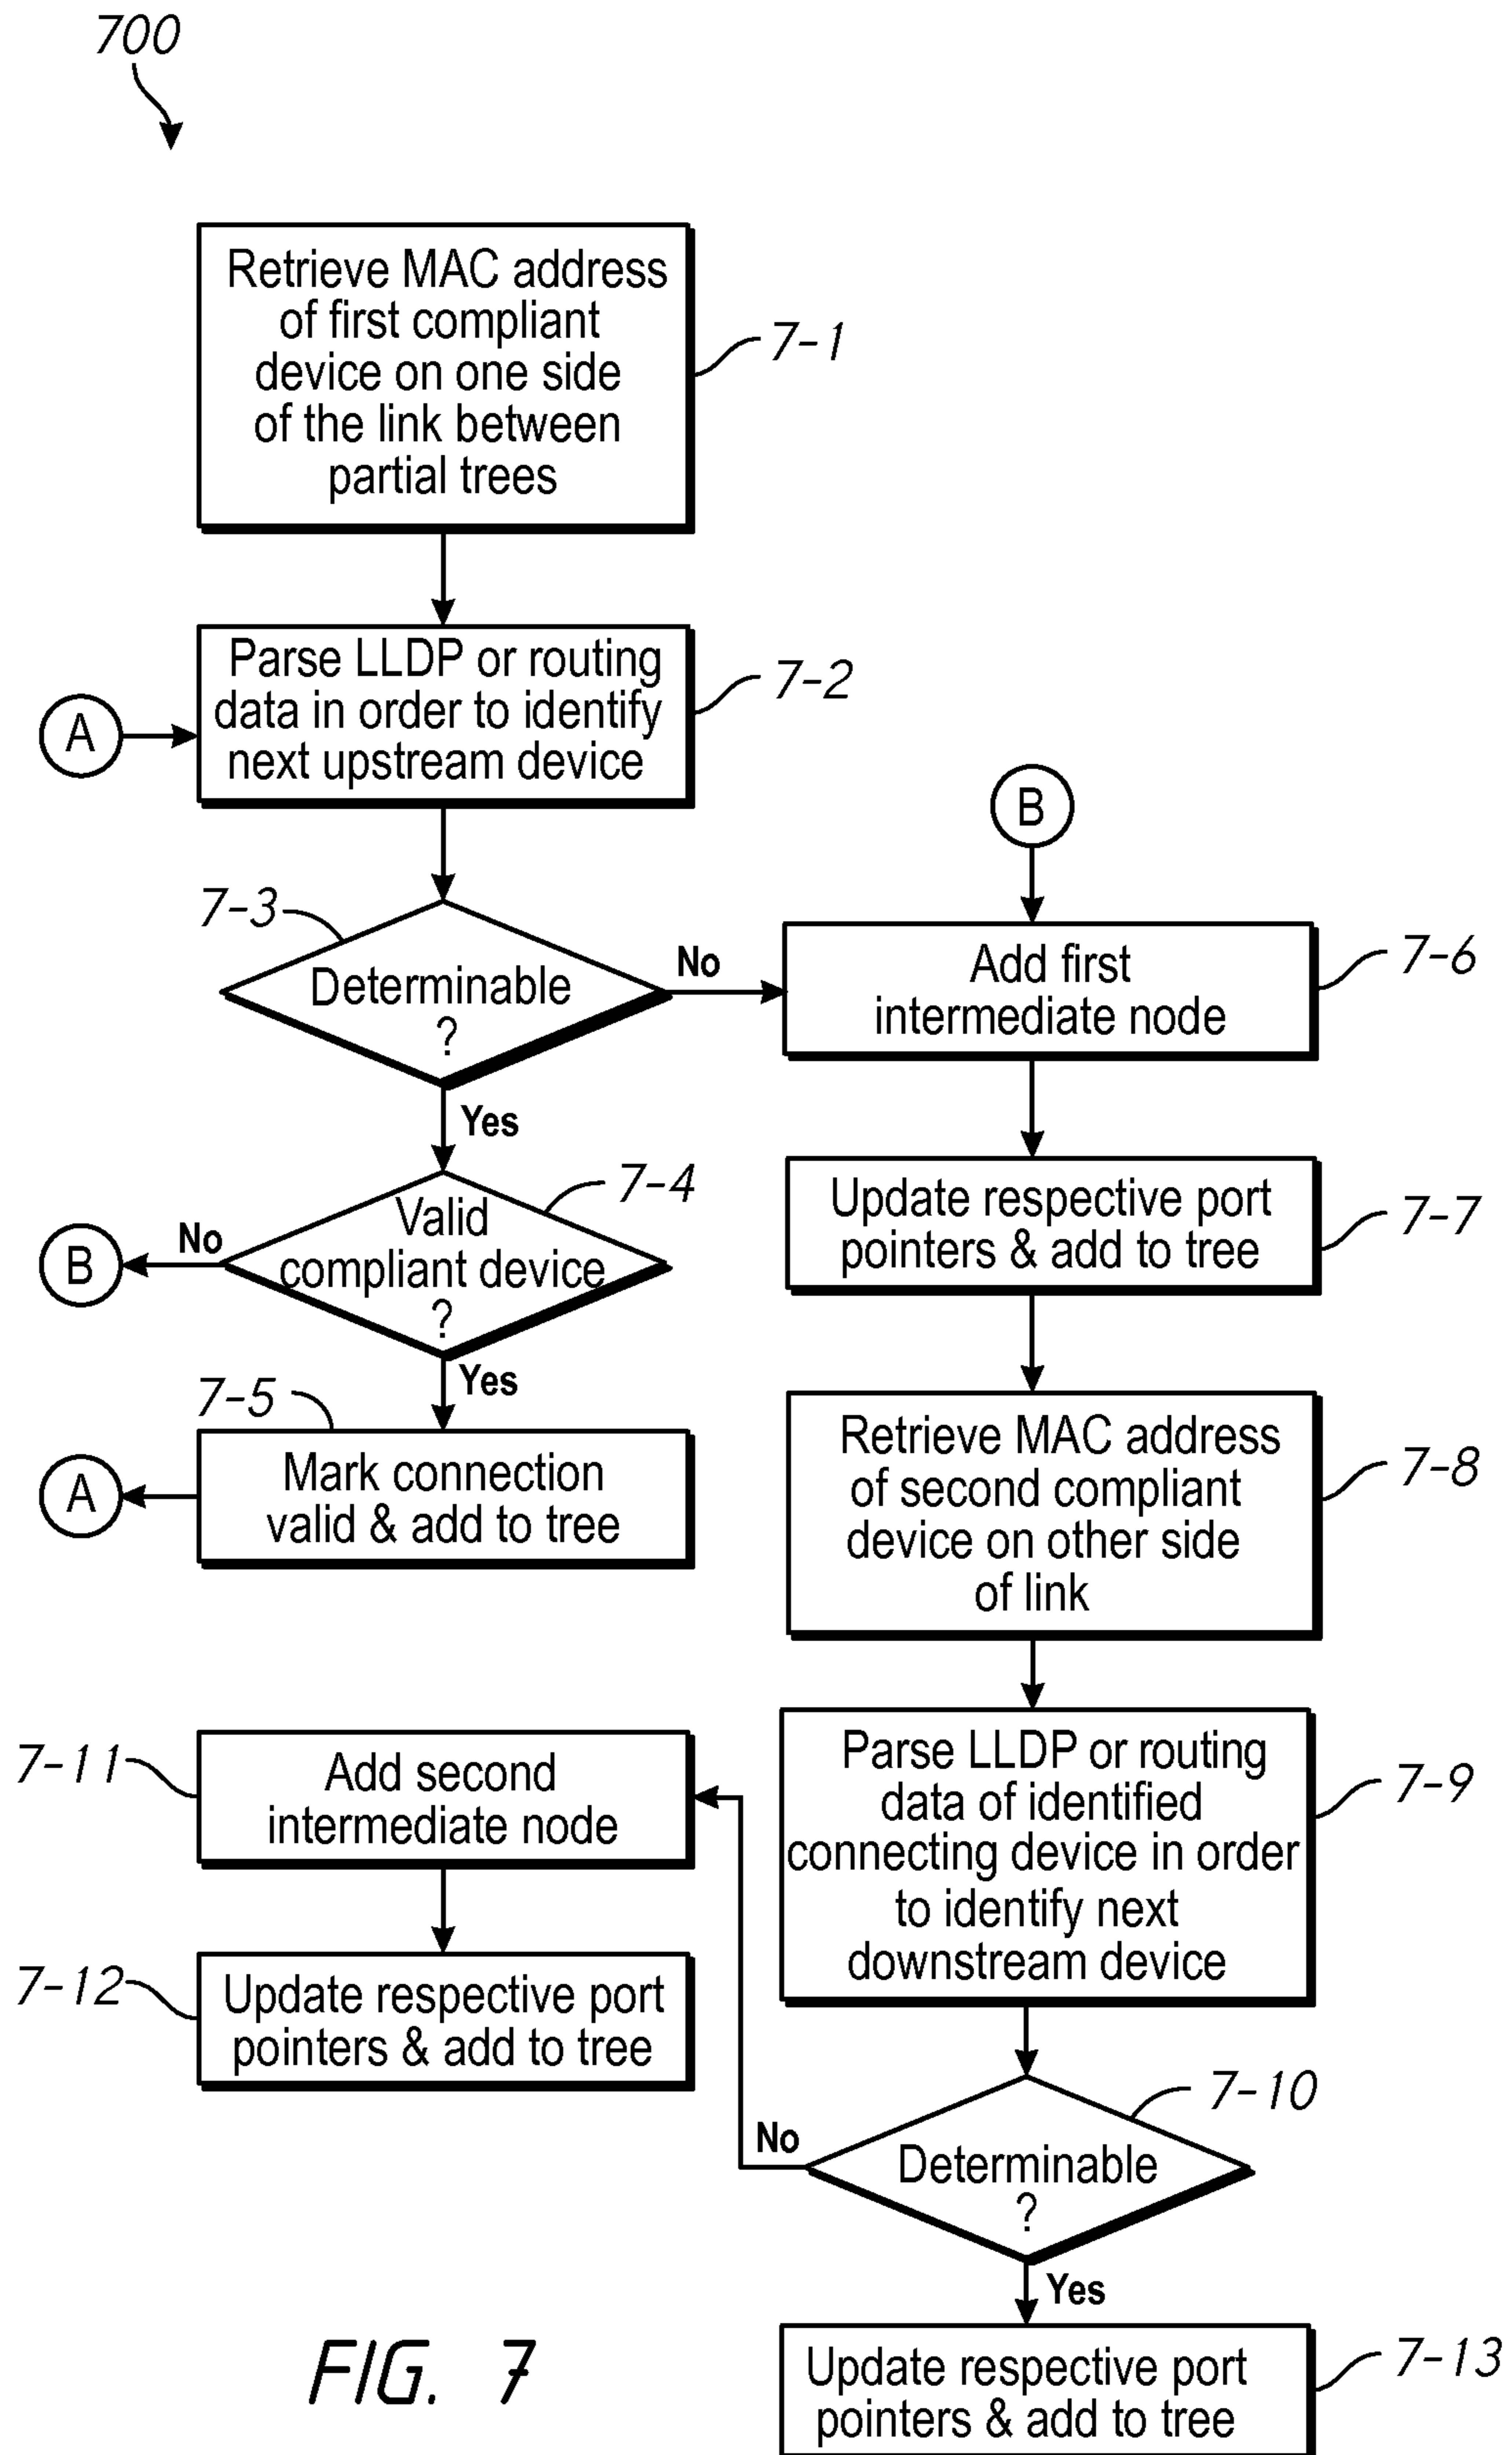 700
Retrieve MAC address
of first compliant
device on one side
of the link between
partial trees
7-1
Parse LLDP or routing
data in order to identify
next upstream device
7-2
A
7-3
Determinable
?
No
Yes
Valid
compliant device
?
7-4
No
B
Yes
7-5
Mark connection
valid & add to tree
A
B
Add first
intermediate node
7-6
Update respective port
pointers & add to tree
7-7
Retrieve MAC address
of second compliant
device on other side
of link
7-8
Parse LLDP or routing
data of identified
connecting device in order
to identify next
downstream device
7-9
Determinable
?
7-10
No
Yes
7-11
Add second
intermediate node
7-12
Update respective port
pointers & add to tree
Update respective port
pointers & add to tree
7-13
FIG. 7